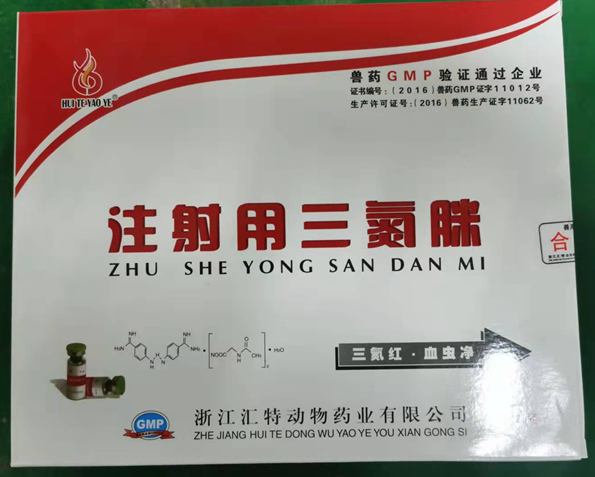 HUI TE YAO YE®
兽药GMP验证通过企业
证书编号:(2016)兽药GMP证字11012号
生产许可证号:(2016)兽药生产证字11062号
注射用三氮脒
ZHU SHE YONG SAN DAN MI
合
三氮红·血虫净
GMP
浙江汇特动物药业有限公司
ZHE JIANG HUI TE DONG WU YAO YE YOU XIAN GONG SI